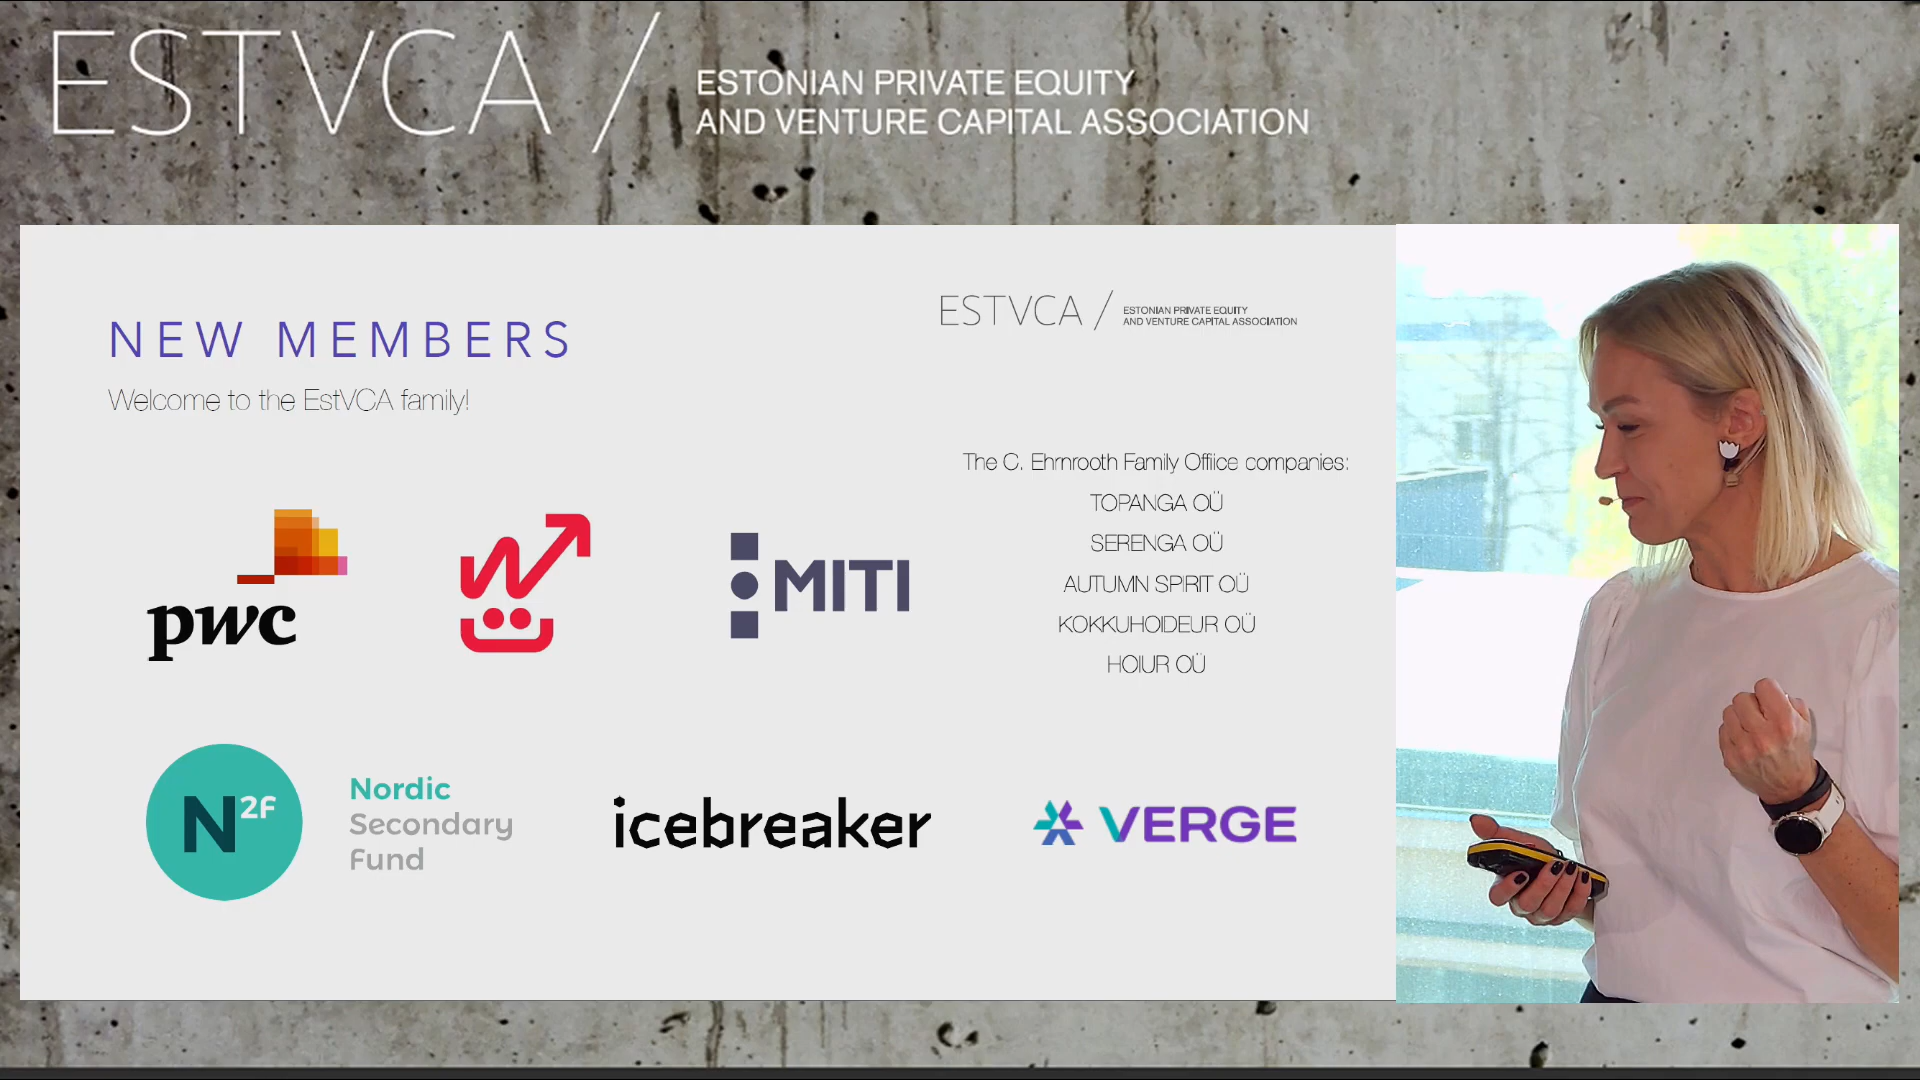 ESTVCA /
ESTONIAN PRIVATE EQUITY
AND VENTURE CAPITAL ASSOCIATION
NEW MEMBERS
Welcome to the EstVCA family!
ESTVCA /
ESTONIAN PRIVATE EQUITY
AND VENTURE CAPITAL ASSOCIATION
The C. Ehrnrooth Family Offiice companies:
TOPANGA OÜ
SERENGA OÜ
AUTUMN SPIRIT OÜ
KOKKUHOIDEUR OÜ
HOIUR OÜ
pwc
MITI
N2F
Nordic
Secondary
Fund
icebreaker
VERGE